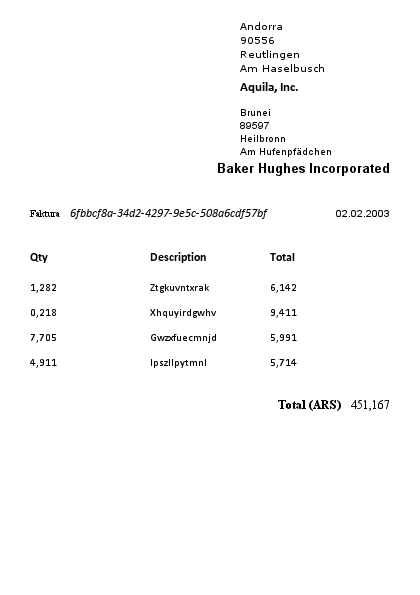 Andorra
90556
Reutlingen
Am Haselbusch
Aquila, Inc.
Brunei
89597
Heilbronn
Am Hufenpfädchen
Baker Hughes Incorporated
Faktura 6fbbcf8a-34d2-4297-9e5c-508a6cdf57bf 02.02.2003
Qty Description Total
1,282 Ztgkuvntxrak 6,142
0,218 Xhquyirdgwhv 9,411
7,705 Gwzxfuecmnjd 5,991
4,911 Ipszllpytmnl 5,714
Total (ARS) 451,167